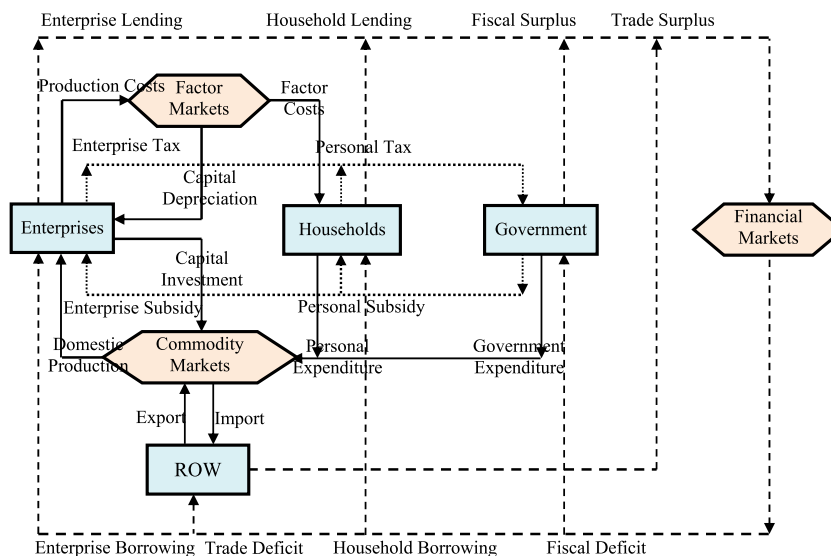 Enterprise Lending
Household Lending
Fiscal Surplus
Trade Surplus
Production Costs
Factor
Markets
Factor
Costs
Enterprise Tax
Personal Tax
Capital
Depreciation
Enterprises
Households
Government
Financial
Markets
Capital
Investment
Enterprise Subsidy
Personal Subsidy
Domestic
Production
Commodity
Markets
Personal
Expenditure
Government
Expenditure
Export
Import
ROW
Enterprise Borrowing
Trade Deficit
Household Borrowing
Fiscal Deficit